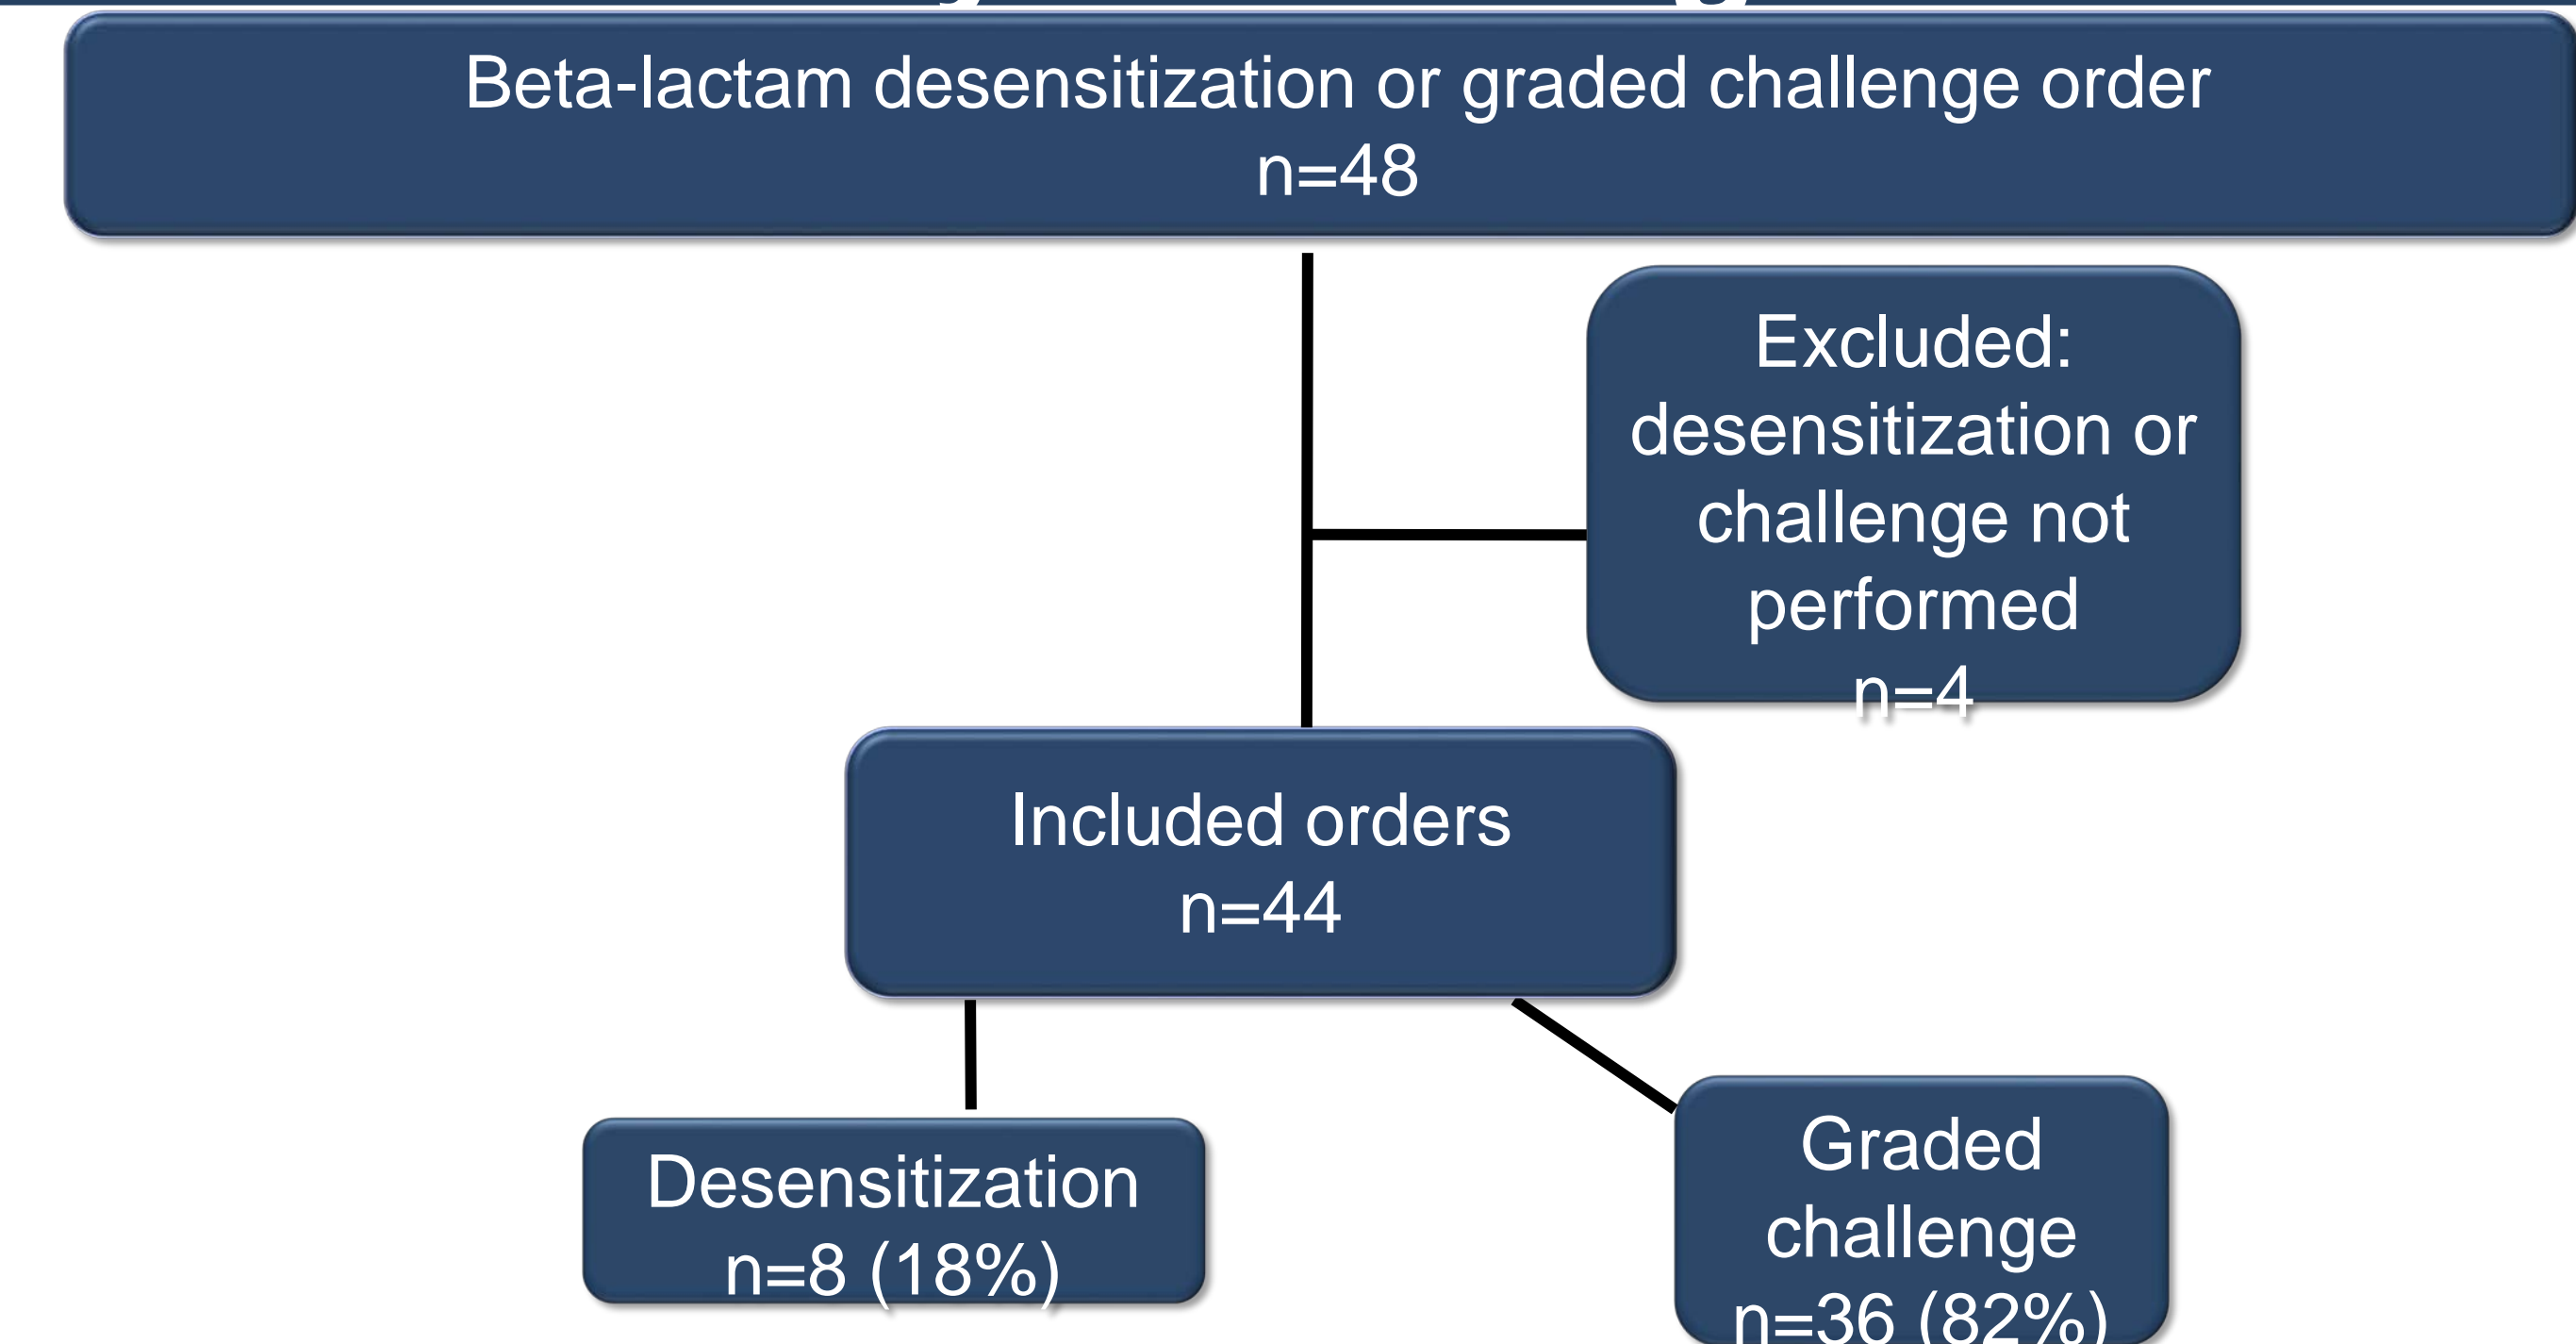 Beta-lactam desensitization or graded challenge order
n=48
Excluded:
desensitization or
challenge not
performed
n=4
Included orders
n=44
Desensitization
n=8 (18%)
Graded
challenge
n=36 (82%)